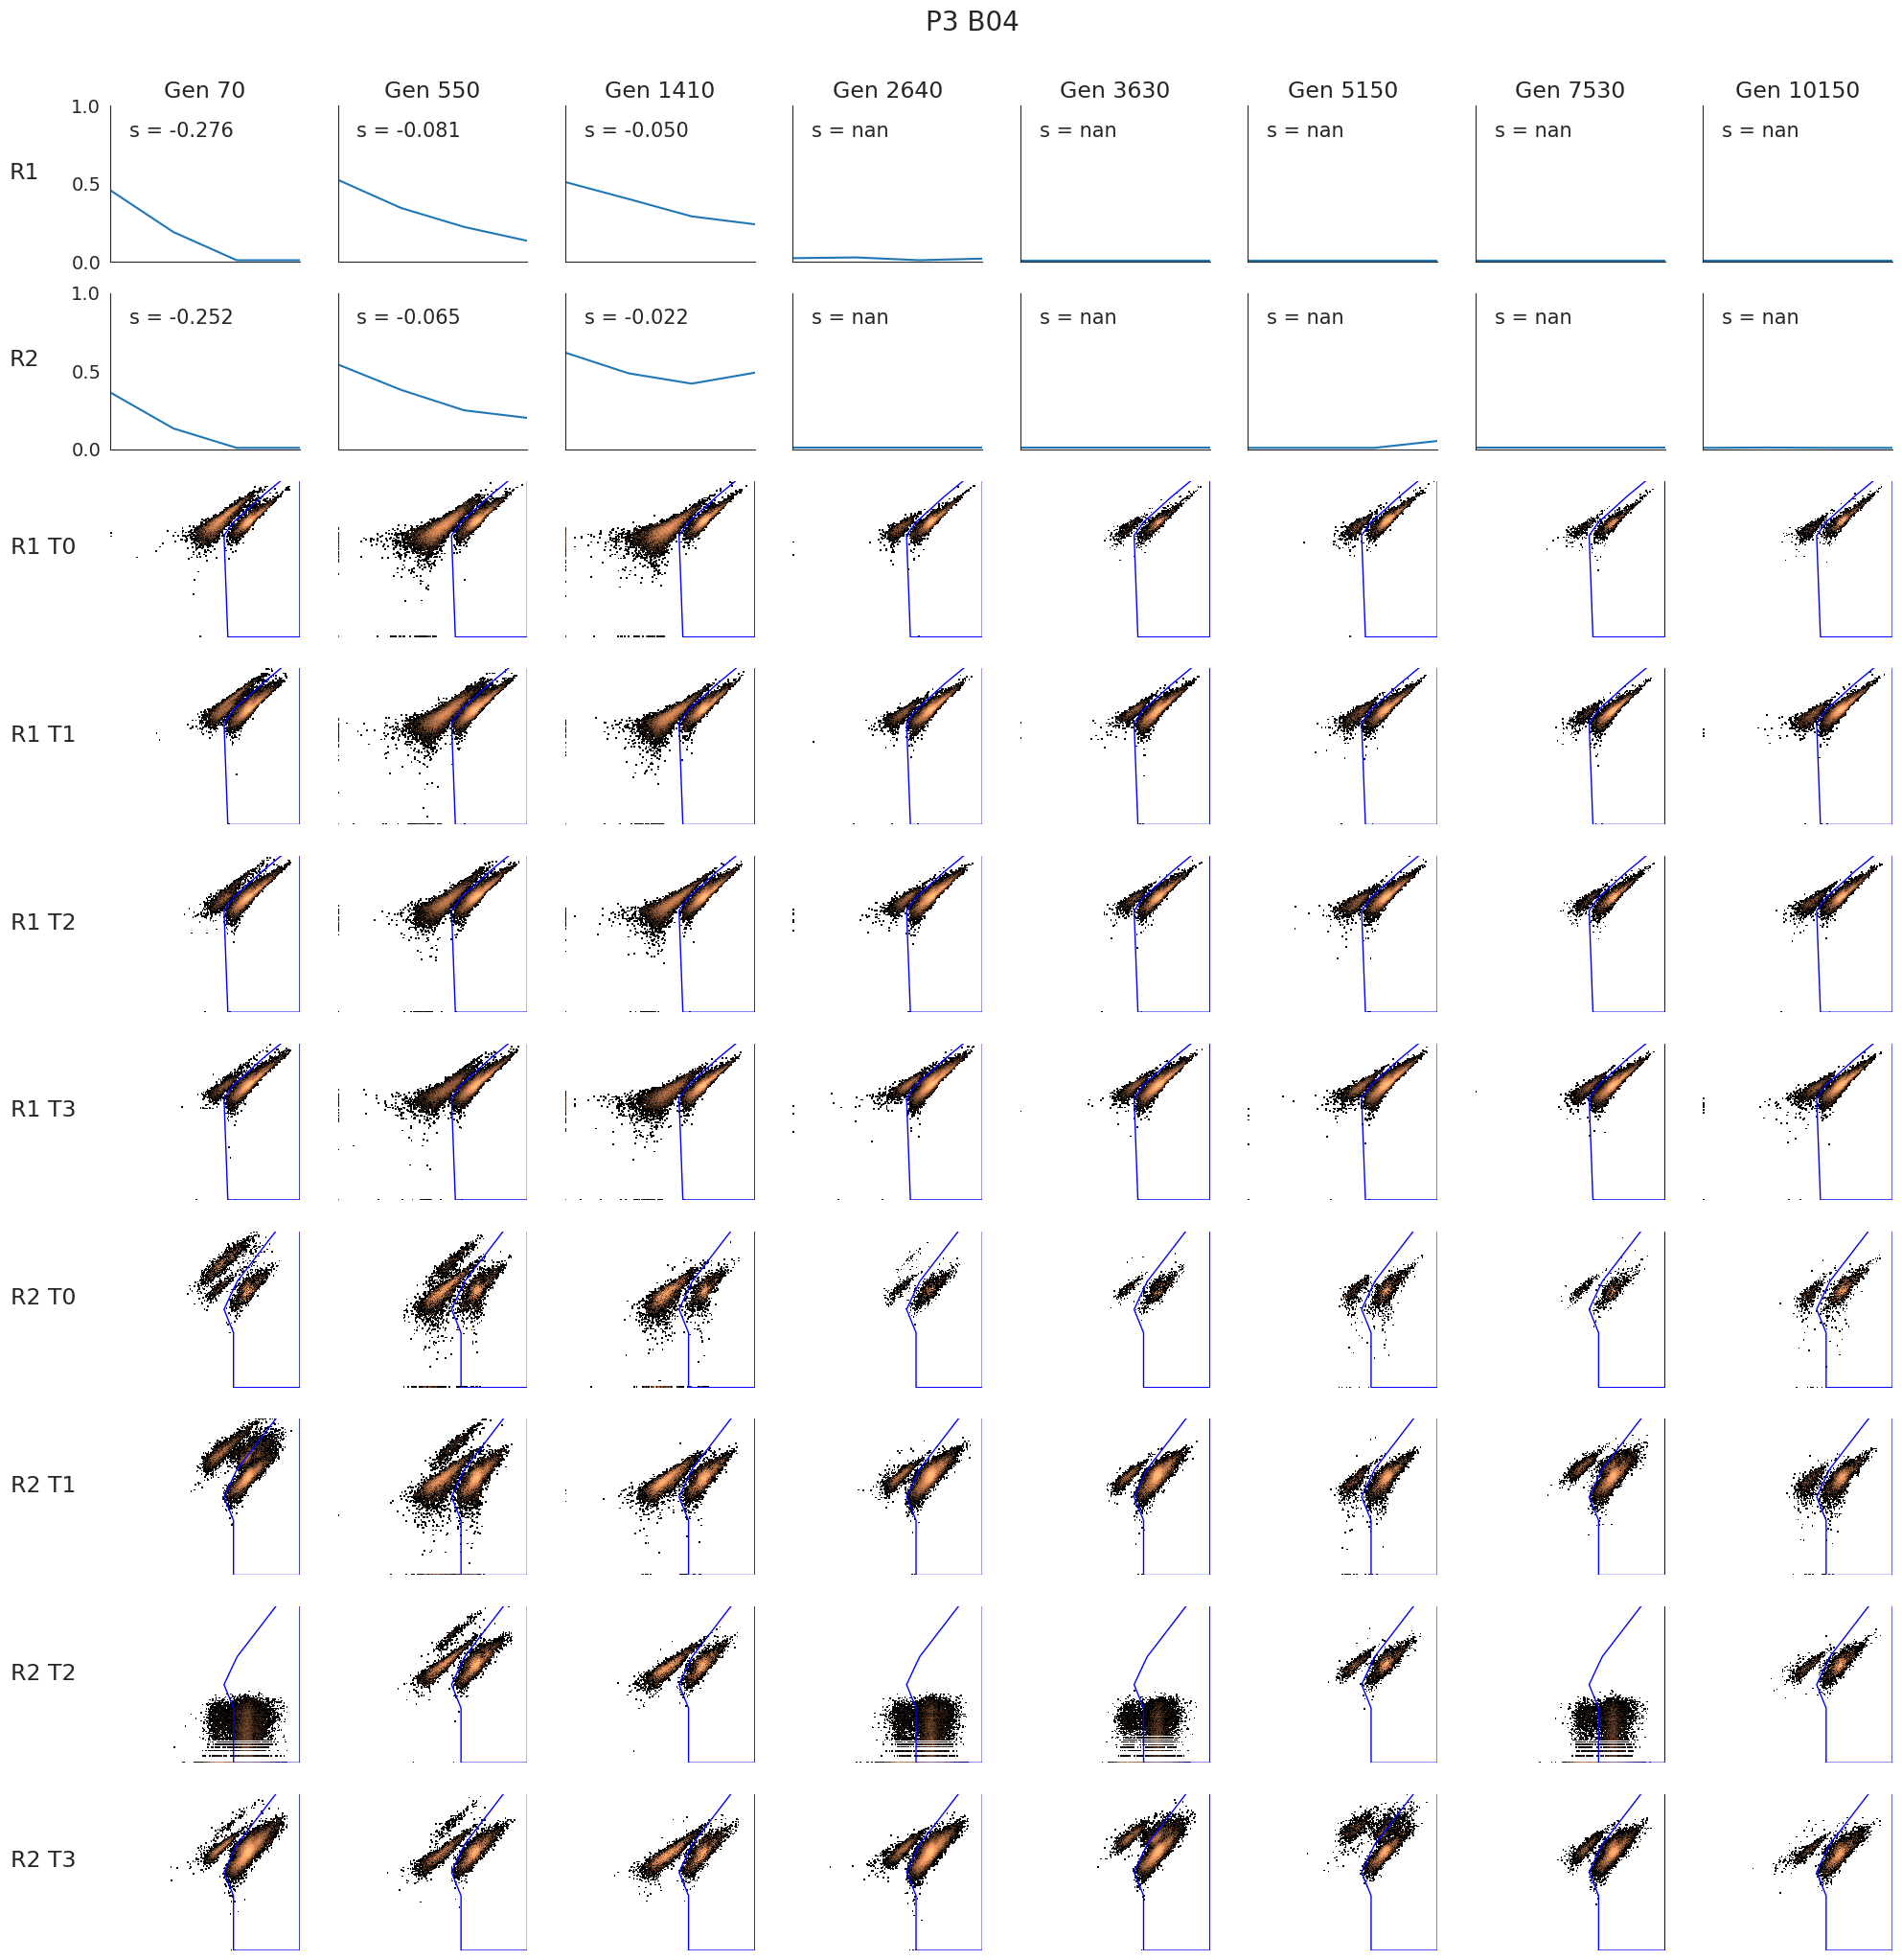 P3 B04
Gen 70 Gen 550 Gen 1410 Gen 2640 Gen 3630 Gen 5150 Gen 7530 Gen 10150
1.0
s = -0.276 s = -0.081 s = -0.050 s = nan s = nan s = nan s = nan s = nan
R1
0.5
0.0
1.0
s = -0.252 s = -0.065 s = -0.022 s = nan s = nan s = nan s = nan s = nan
R2
0.5
0.0
R1 T0
R1 T1
R1 T2
R1 T3
R2 T0
R2 T1
R2 T2
R2 T3